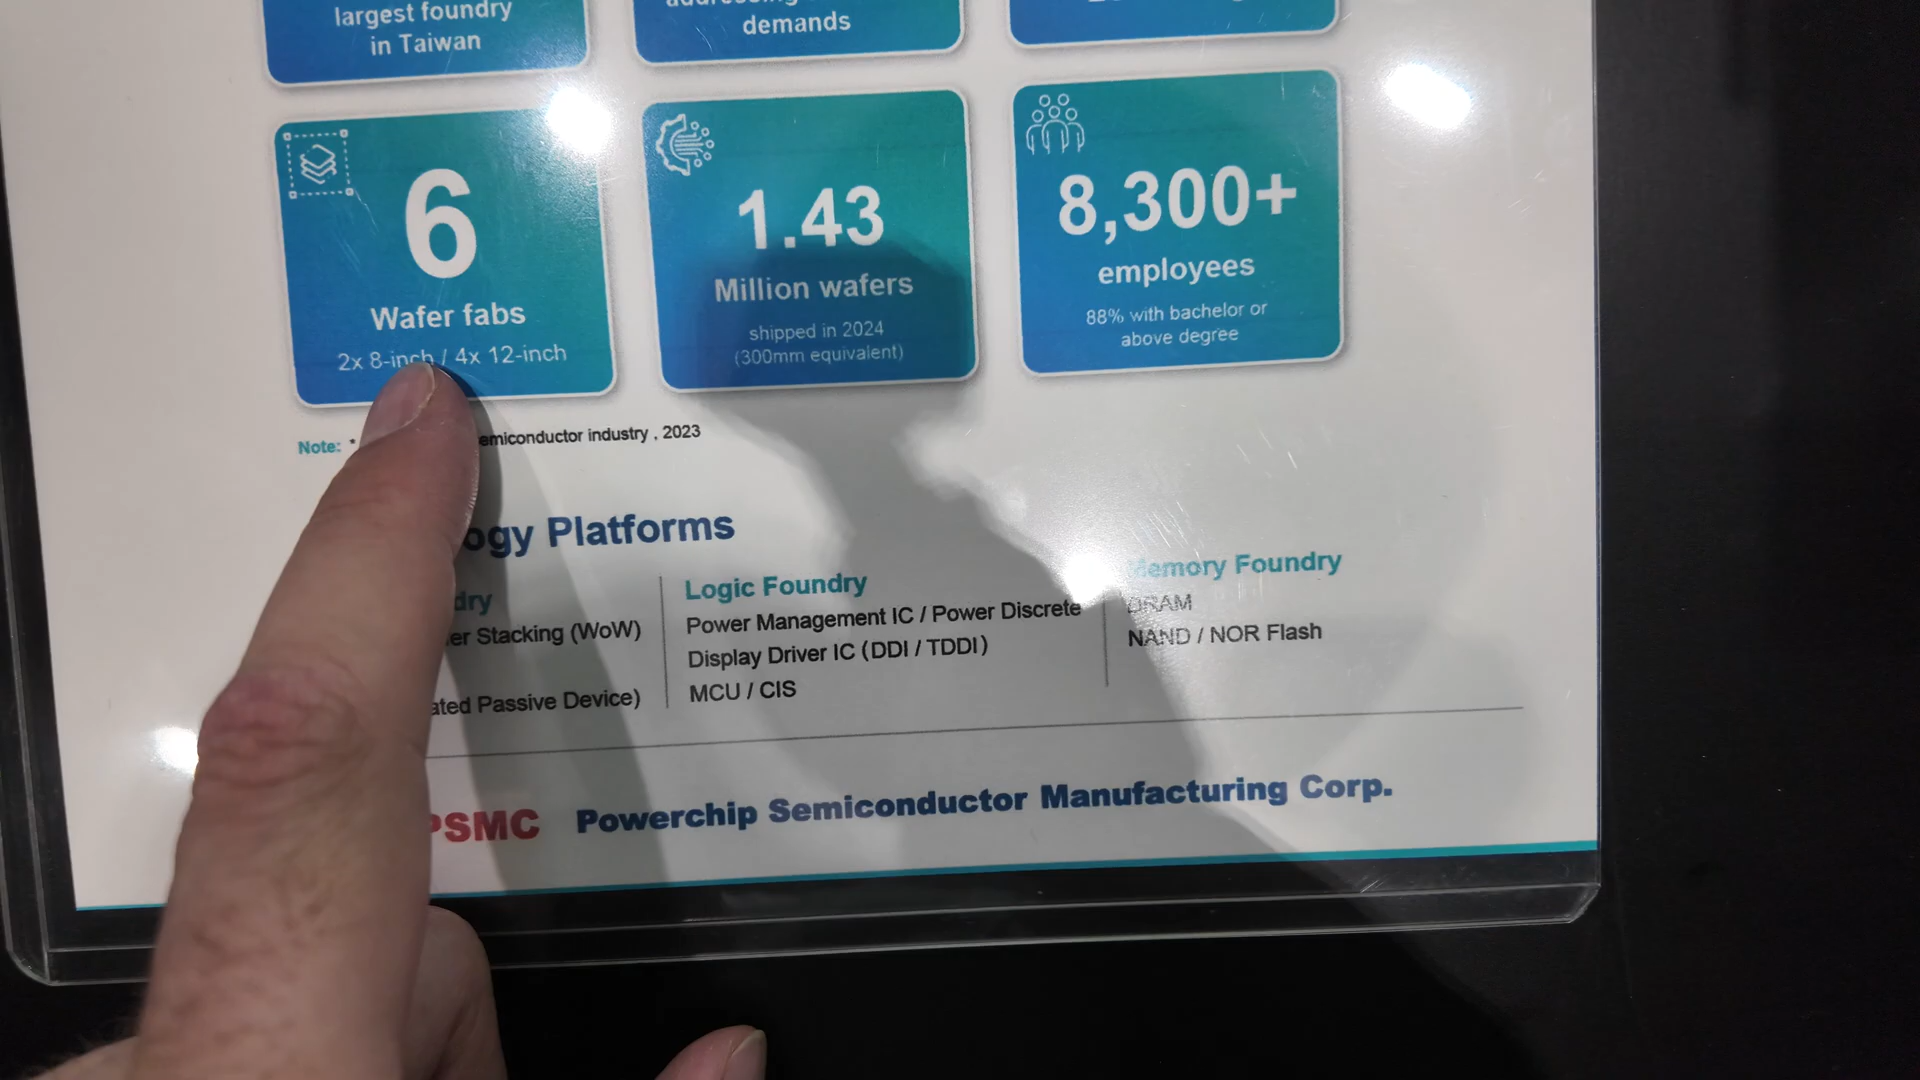 largest foundry
in Taiwan
demands
6
Wafer fabs
2x 8-inch / 4x 12-inch
1.43
Million wafers
shipped in 2024
(300mm equivalent)
8,300+
employees
88% with bachelor or
above degree
Note: * emiconductor industry , 2023
ogy Platforms
dry
er Stacking (WoW)
ated Passive Device)
Logic Foundry
Power Management IC / Power Discrete
Display Driver IC (DDI / TDDI)
MCU / CIS
Memory Foundry
DRAM
NAND / NOR Flash
PSMC Powerchip Semiconductor Manufacturing Corp.